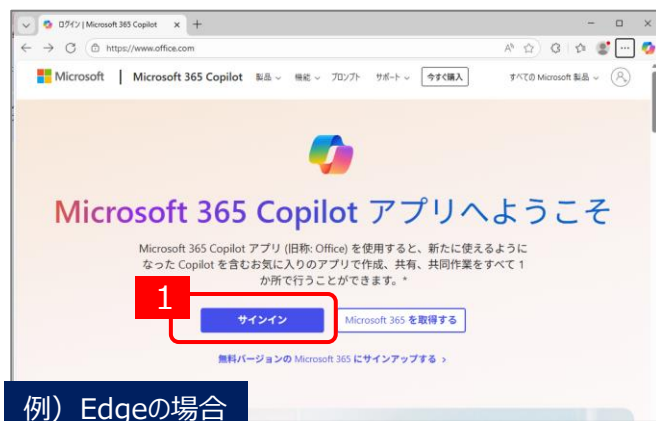 ログイン | Microsoft 365 Copilot
https://www.office.com
Microsoft | Microsoft 365 Copilot 製品 機能 プロンプト サポート 今すぐ購入 すべての Microsoft 製品
Microsoft 365 Copilot アプリへようこそ
Microsoft 365 Copilot アプリ (旧称: Office) を使用すると、新たに使えるように
なった Copilot を含むお気に入りのアプリで作成、共有、共同作業をすべて 1
か所で行うことができます。*
1
サインイン Microsoft 365 を取得する
無料バージョンの Microsoft 365 にサインアップする >
例）Edgeの場合